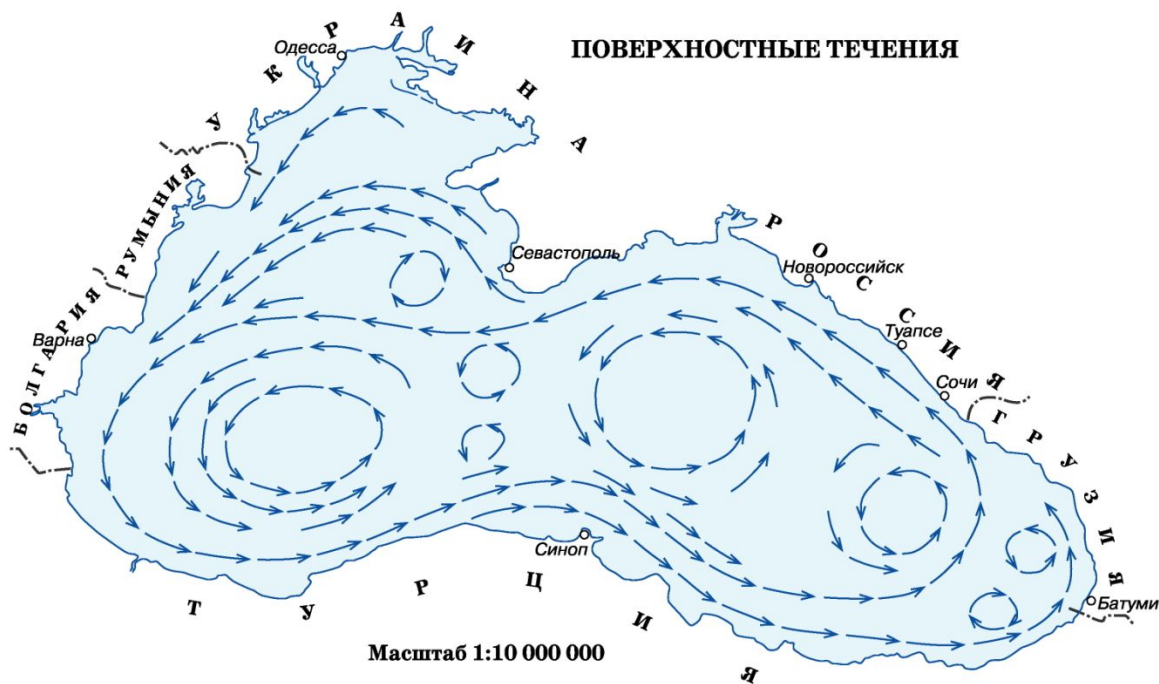 ПОВЕРХНОСТНЫЕ ТЕЧЕНИЯ
УКРАИНА
Одесса
РУМЫНИЯ
БОЛГАРИЯ
Варна
Севастополь
РОССИЯ
Новороссийск
Туапсе
Сочи
ГРУЗИЯ
Батуми
Синоп
ТУРЦИЯ
Масштаб 1:10 000 000